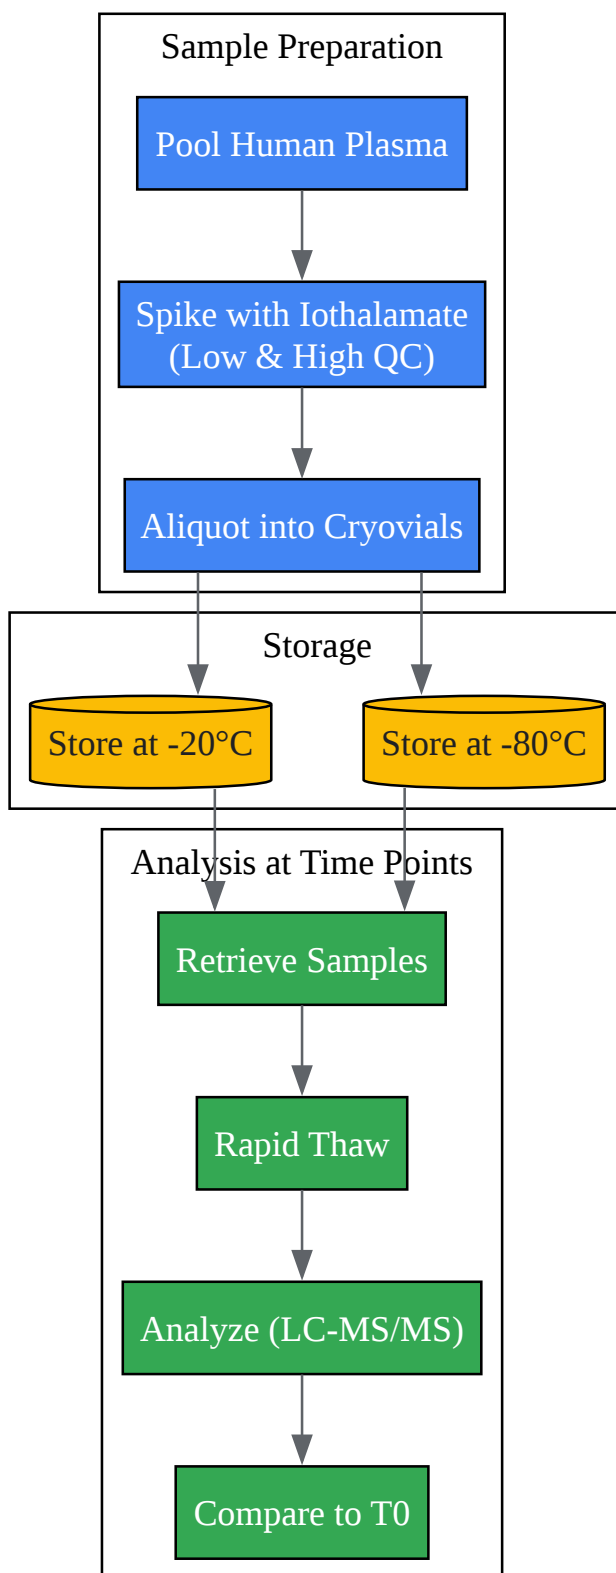 Sample Preparation
Pool Human Plasma
Spike with Iothalamate
(Low & High QC)
Aliquot into Cryovials
Storage
Store at -20°C
Store at -80°C
Analysis at Time Points
Retrieve Samples
Rapid Thaw
Analyze (LC-MS/MS)
Compare to T0